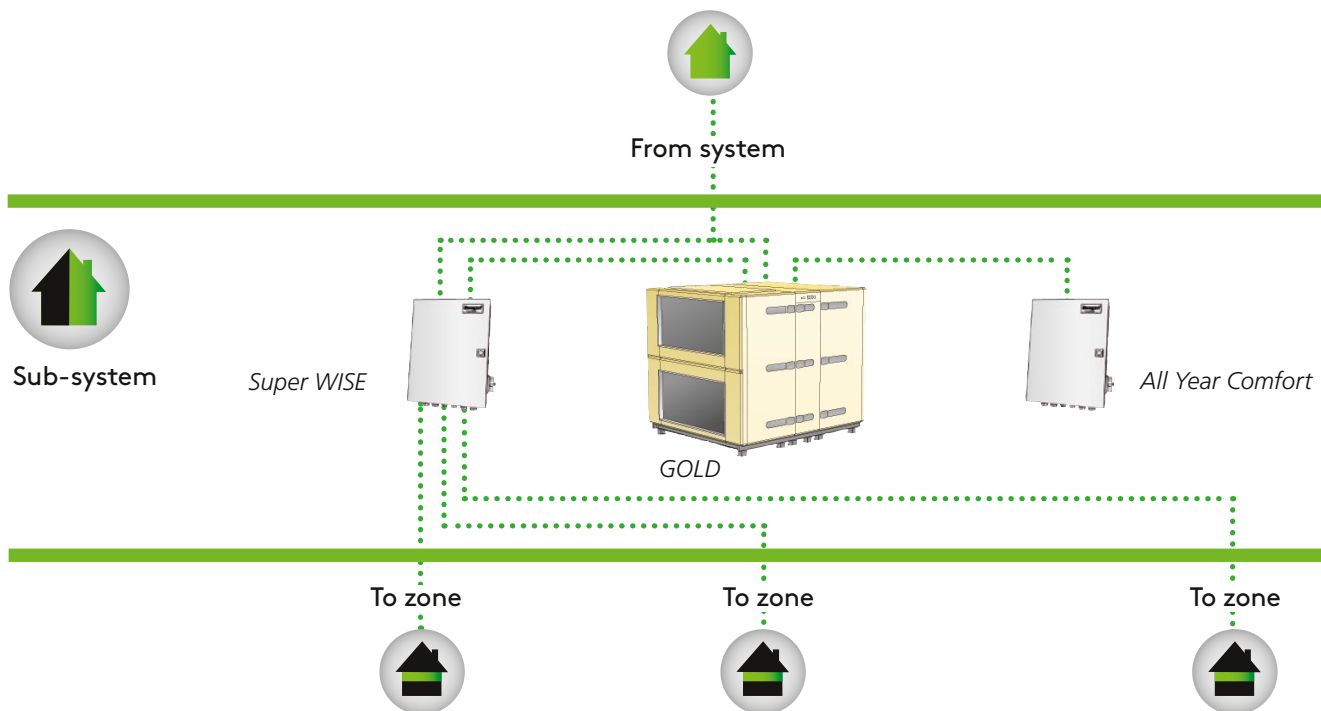 From system
Sub-system
Super WISE
GOLD
All Year Comfort
To zone
To zone
To zone